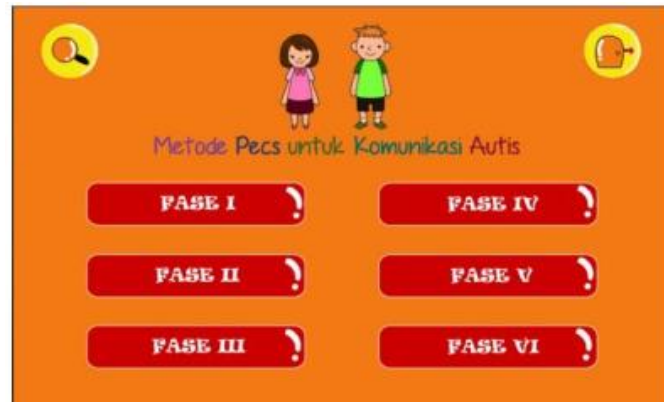 Metode Pecs untuk Komunikasi Autis
FASE I
FASE IV
FASE II
FASE V
FASE III
FASE VI